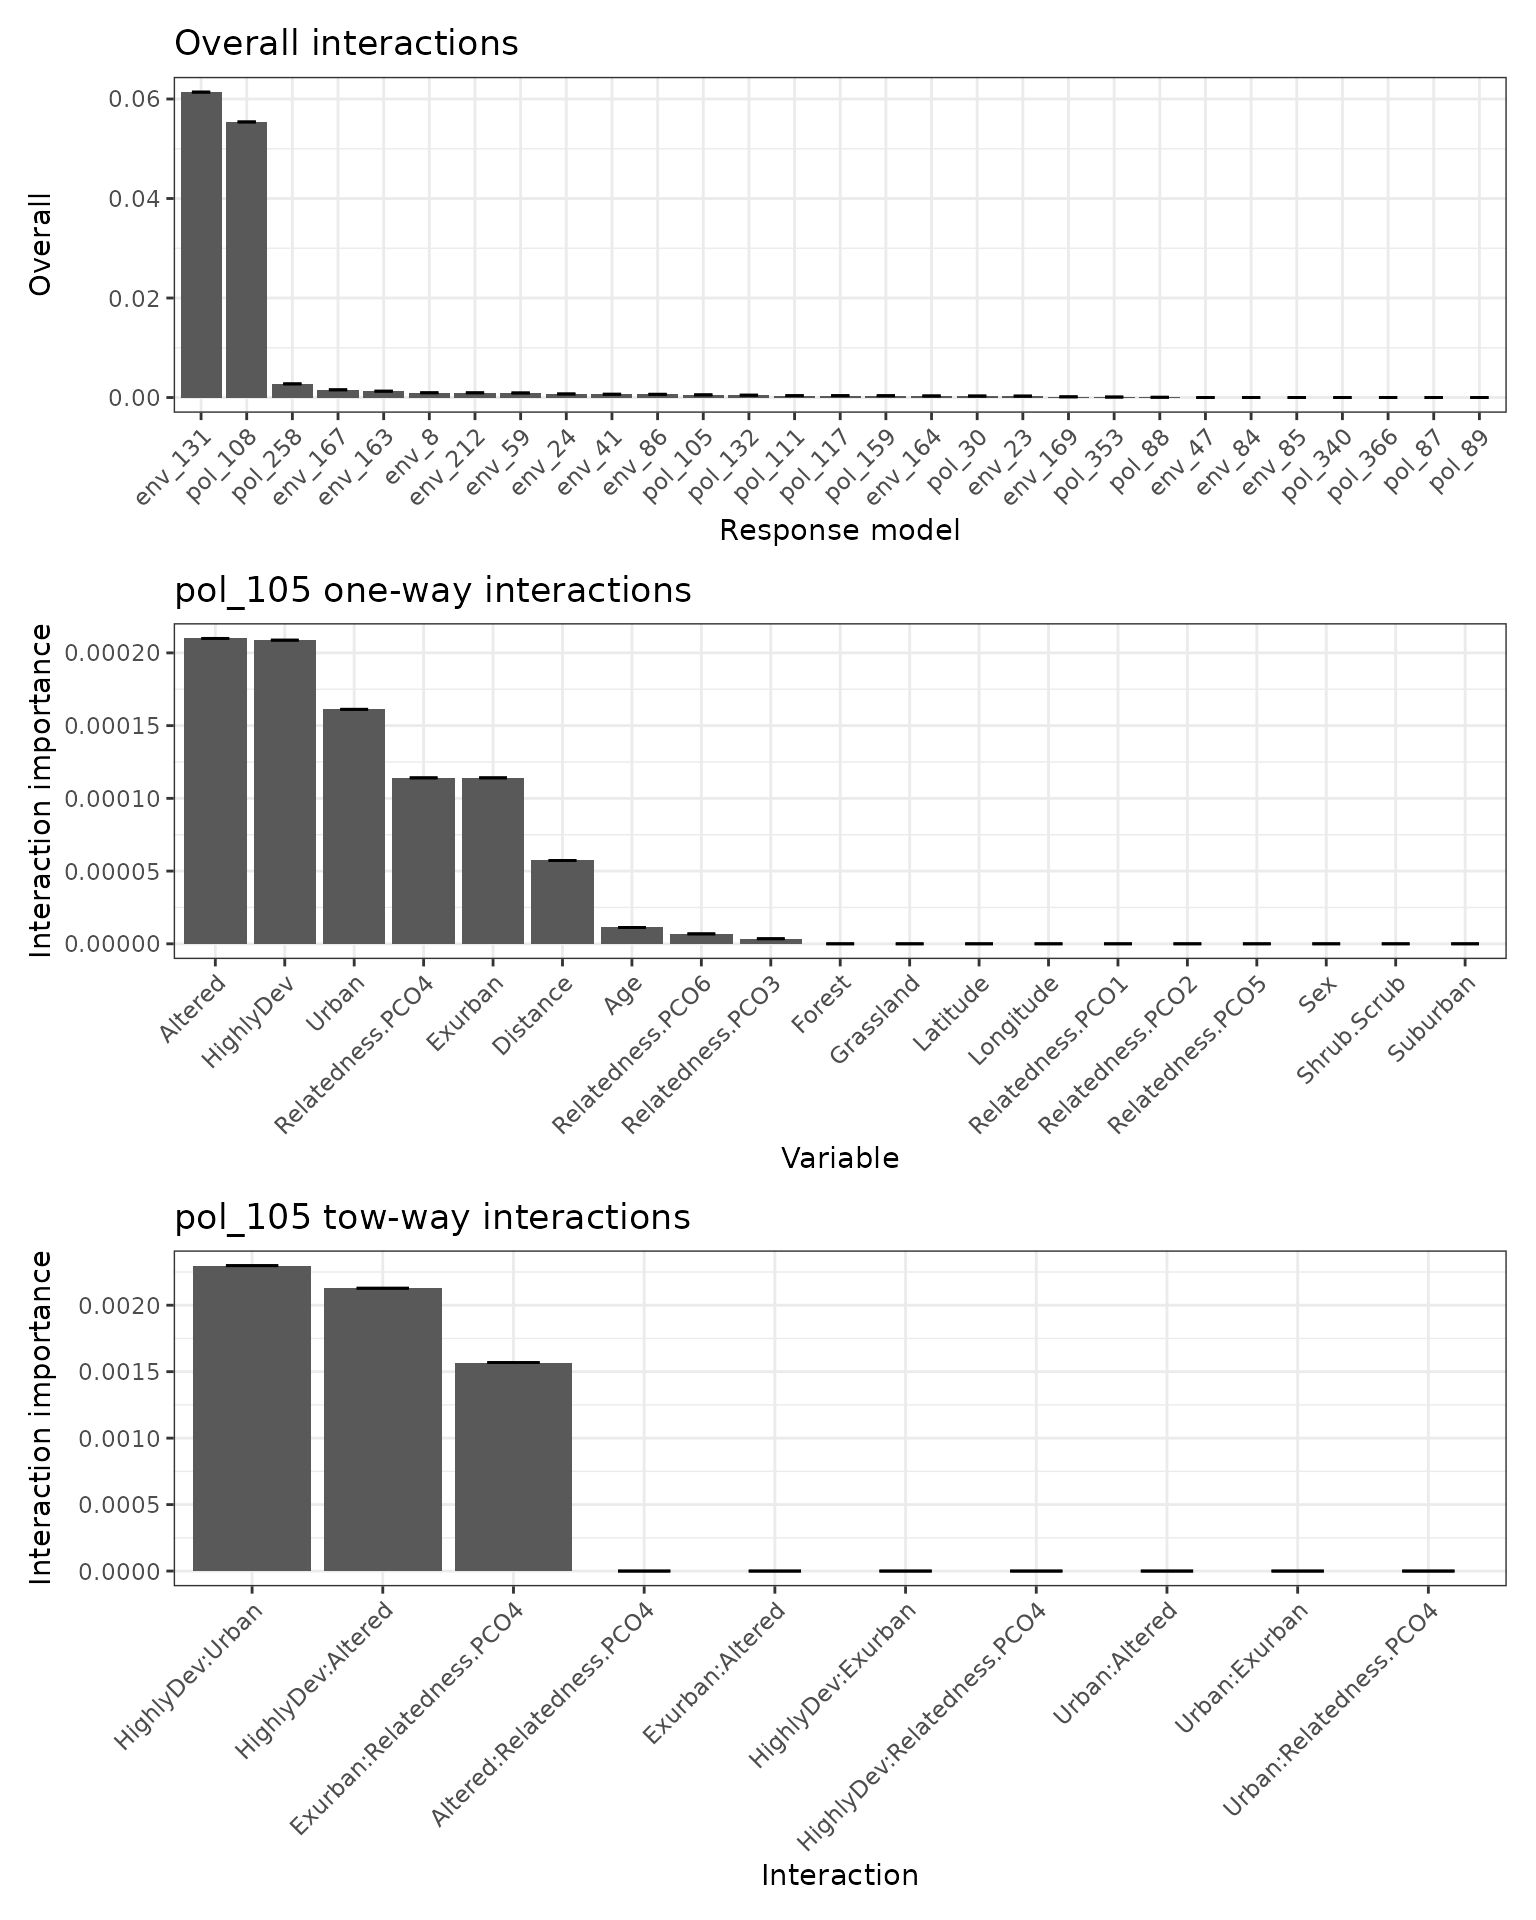 Overall interactions
Overall
0.06
0.04
0.02
0.00
env_131
pol_108
pol_258
env_167
env_163
env_8
env_212
env_59
env_24
env_41
env_86
pol_105
pol_132
pol_111
pol_117
pol_159
env_164
pol_30
env_23
env_169
pol_353
pol_88
env_47
env_84
env_85
pol_340
pol_366
pol_87
pol_89
Response model
pol_105 one-way interactions
Interaction importance
0.00020
0.00015
0.00010
0.00005
0.00000
Altered
HighlyDev
Urban
Relatedness.PCO4
Exurban
Distance
Age
Relatedness.PCO6
Relatedness.PCO3
Forest
Grassland
Latitude
Longitude
Relatedness.PCO1
Relatedness.PCO2
Relatedness.PCO5
Sex
Shrub.Scrub
Suburban
Variable
pol_105 tow-way interactions
Interaction importance
0.0020
0.0015
0.0010
0.0005
0.0000
HighlyDev:Urban
HighlyDev:Altered
Exurban:Relatedness.PCO4
Altered:Relatedness.PCO4
Exurban:Altered
HighlyDev:Exurban
HighlyDev:Relatedness.PCO4
Urban:Altered
Urban:Exurban
Urban:Relatedness.PCO4
Interaction